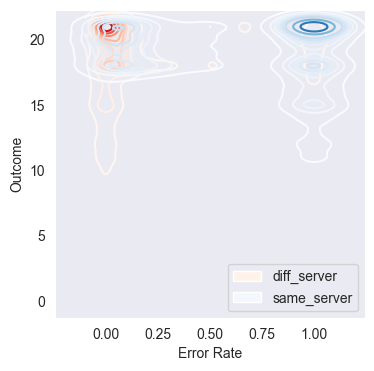 20
15
10
5
0
Outcome
0.00 0.25 0.50 0.75 1.00
Error Rate
diff_server
same_server